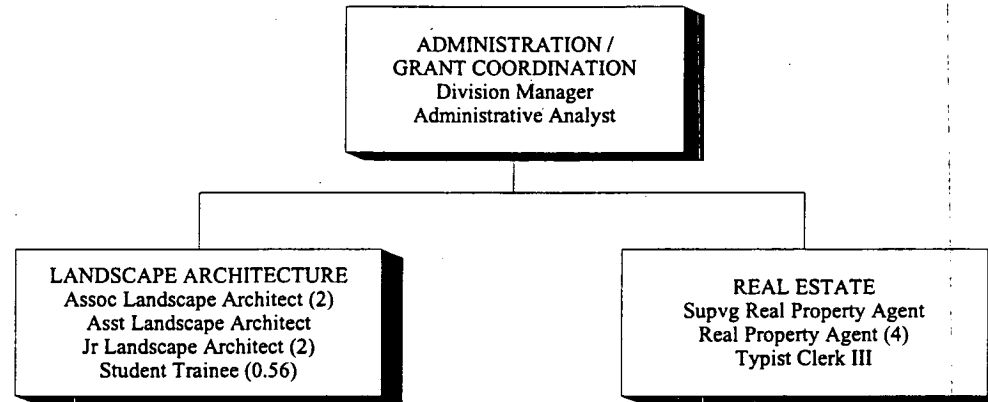 ADMINISTRATION /
GRANT COORDINATION
Division Manager
Administrative Analyst
LANDSCAPE ARCHITECTURE
Assoc Landscape Architect (2)
Asst Landscape Architect
Jr Landscape Architect (2)
Student Trainee (0.56)
REAL ESTATE
Supvg Real Property Agent
Real Property Agent (4)
Typist Clerk III